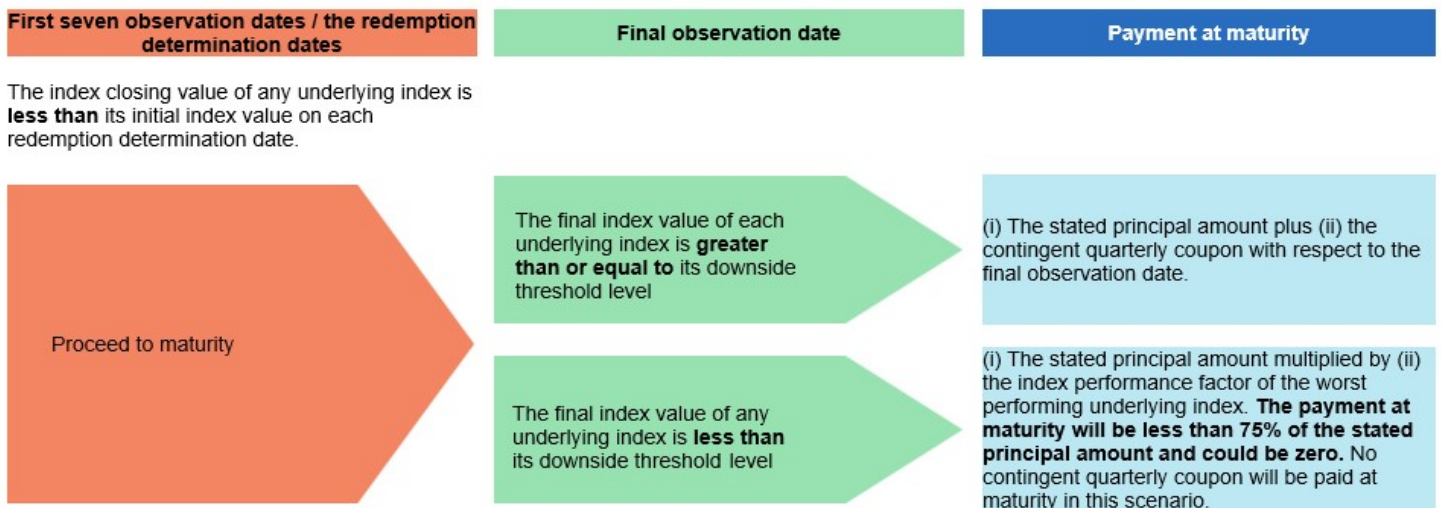 First seven observation dates / the redemption
determination dates
Final observation date
Payment at maturity
The index closing value of any underlying index is
less than its initial index value on each
redemption determination date.
Proceed to maturity
The final index value of each
underlying index is greater
than or equal to its downside
threshold level
(i) The stated principal amount plus (ii) the
contingent quarterly coupon with respect to the
final observation date.
The final index value of any
underlying index is less than
its downside threshold level
(i) The stated principal amount multiplied by (ii)
the index performance factor of the worst
performing underlying index. The payment at
maturity will be less than 75% of the stated
principal amount and could be zero. No
contingent quarterly coupon will be paid at
maturity in this scenario.